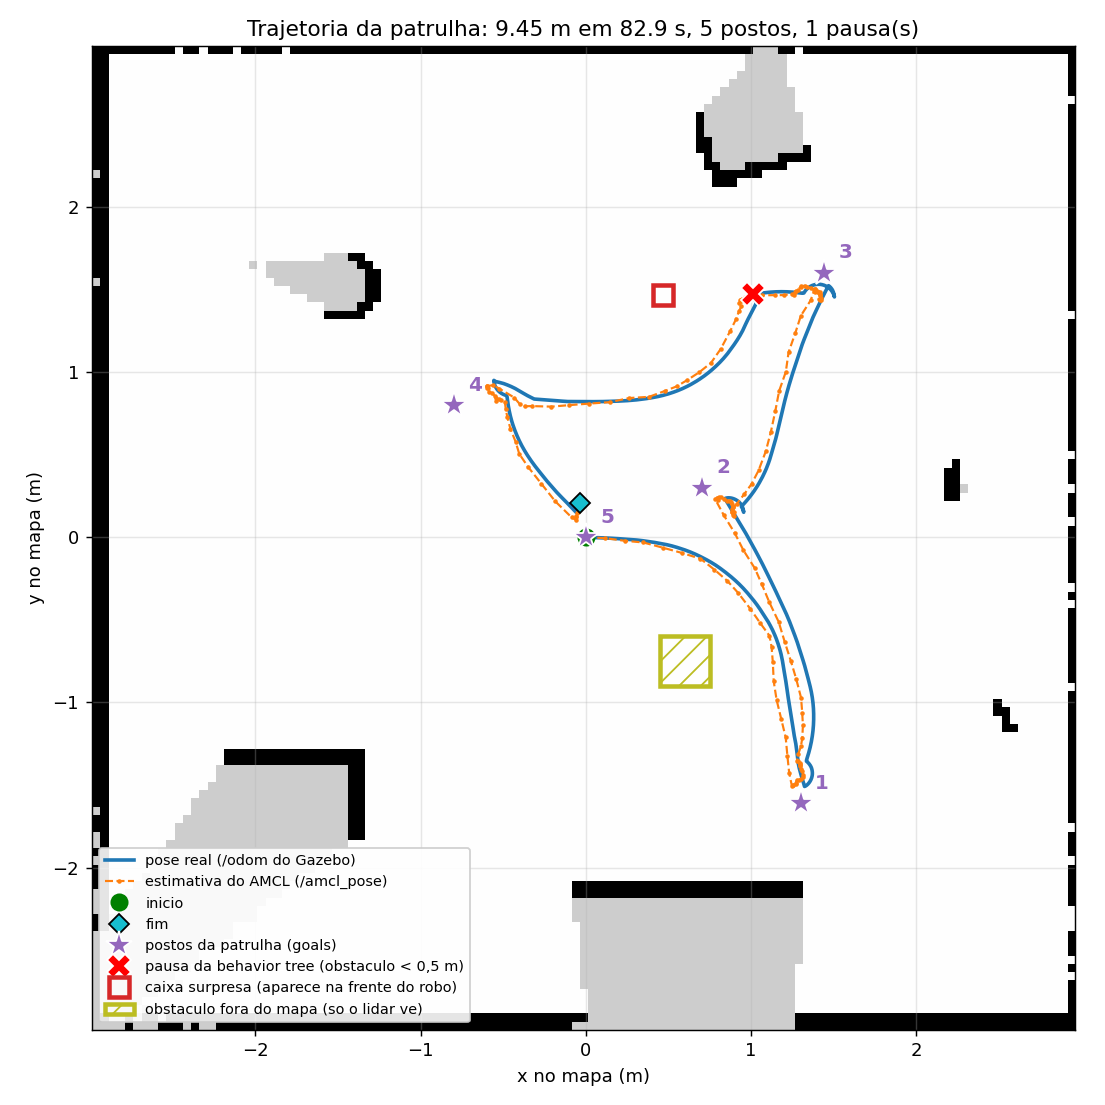 Trajetoria da patrulha: 9.45 m em 82.9 s, 5 postos, 1 pausa(s)
y no mapa (m)
2
1
0
−1
−2
3
4
2
5
1
pose real (/odom do Gazebo)
estimativa do AMCL (/amcl_pose)
inicio
fim
postos da patrulha (goals)
pausa da behavior tree (obstaculo < 0,5 m)
caixa surpresa (aparece na frente do robo)
obstaculo fora do mapa (so o lidar ve)
−2
−1
0
1
2
x no mapa (m)